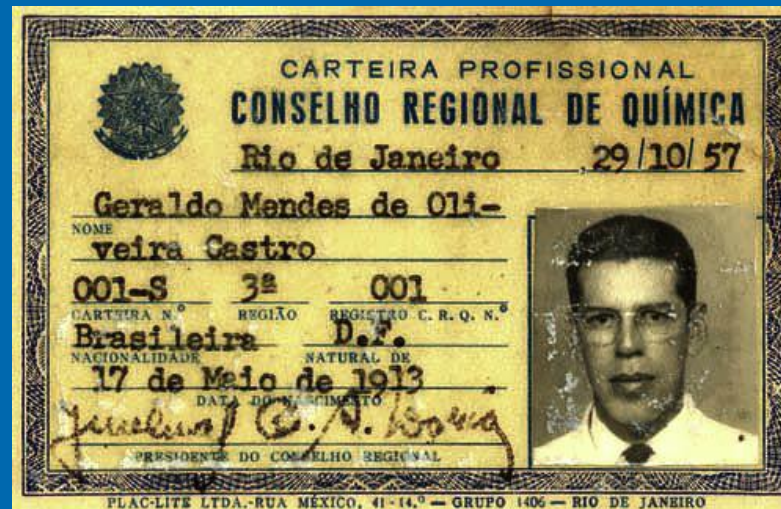 CARTEIRA PROFISSIONAL
CONSELHO REGIONAL DE QUÍMICA
Rio de Janeiro , 29/10/57
Geraldo Mendes de Oli-
NOME
veira Castro
001-S 3ª 001
CARTEIRA N.º REGIÃO REGISTRO C. R. Q. N.º
Brasileira D.F.
NACIONALIDADE NATURAL DE
17 de Maio de 1913
DATA DO NASCIMENTO
PRESIDENTE DO CONSELHO REGIONAL
PLAC-LITE LTDA.-RUA MÉXICO, 41-14.º — GRUPO 1406 — RIO DE JANEIRO